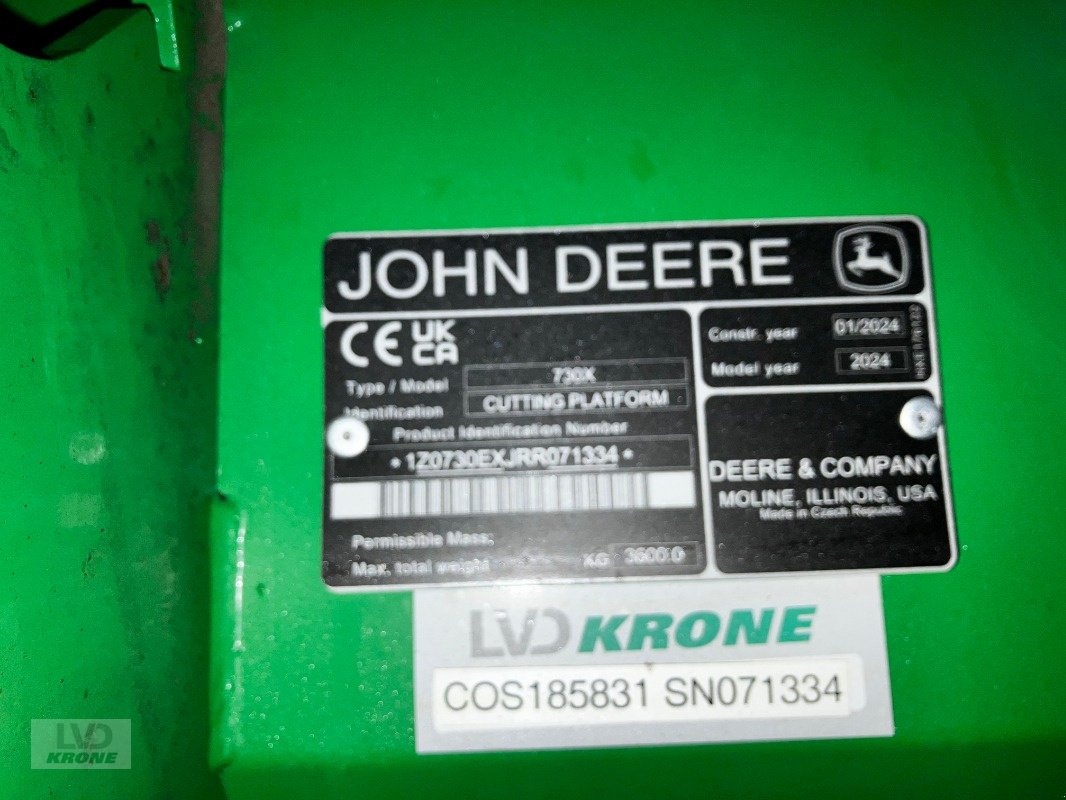 JOHN DEERE
CE UK CA
Type / Model 730X
Identification CUTTING PLATFORM
Product Identification Number
* 1Z0730EXJRR071334 *
Permissible Mass,
Max. total weight KG 3600.0
Constr. year 01/2024
Model year 2024
DEERE & COMPANY
MOLINE, ILLINOIS, USA
Made in Czech Republic
LVD KRONE
COS185831 SN071334
LVD
KRONE